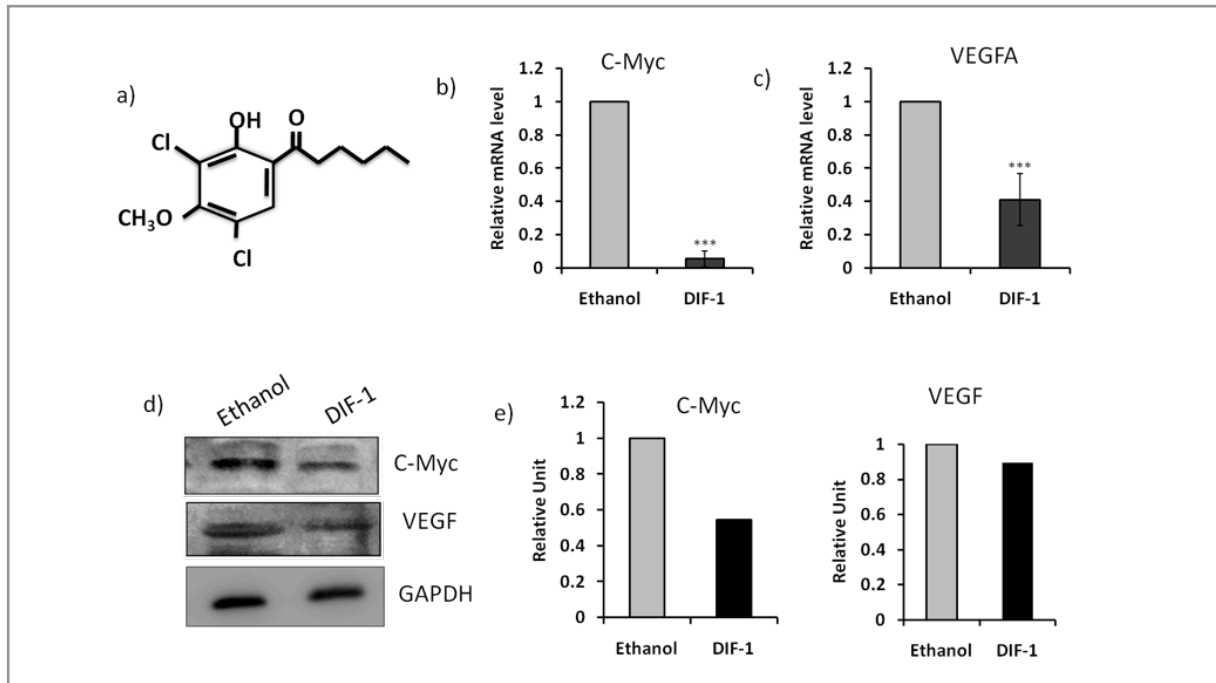 a)
OH
O
Cl
CH3O
Cl
b)
C-Myc
Relative mRNA level
1.2
1
0.8
0.6
0.4
0.2
0
***
Ethanol
DIF-1
c)
VEGFA
Relative mRNA level
1.2
1
0.8
0.6
0.4
0.2
0
***
Ethanol
DIF-1
d)
Ethanol
DIF-1
C-Myc
VEGF
GAPDH
e)
C-Myc
Relative Unit
1.2
1
0.8
0.6
0.4
0.2
0
Ethanol
DIF-1
VEGF
Relative Unit
1
0.8
0.6
0.4
0.2
0
Ethanol
DIF-1